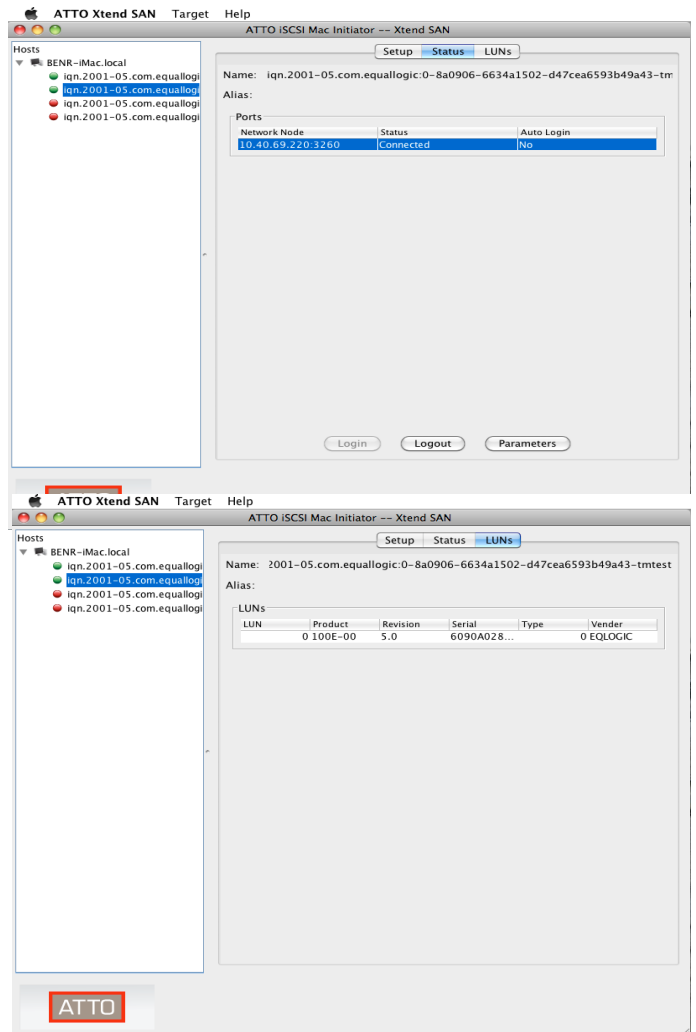 ATTO Xtend SAN Target Help
ATTO iSCSI Mac Initiator -- Xtend SAN
Hosts
BENR-iMac.local
iqn.2001-05.com.equallogi
iqn.2001-05.com.equallogi
iqn.2001-05.com.equallogi
iqn.2001-05.com.equallogi
Setup Status LUNs
Name: iqn.2001-05.com.equallogic:0-8a0906-6634a1502-d47cea6593b49a43-tm
Alias:
Ports
Network Node Status Auto Login
10.40.69.220:3260 Connected No
Login Logout Parameters
ATTO Xtend SAN Target Help
ATTO iSCSI Mac Initiator -- Xtend SAN
Hosts
BENR-iMac.local
iqn.2001-05.com.equallogi
iqn.2001-05.com.equallogi
iqn.2001-05.com.equallogi
iqn.2001-05.com.equallogi
Setup Status LUNs
Name: 2001-05.com.equallogic:0-8a0906-6634a1502-d47cea6593b49a43-tmtest
Alias:
LUNs
LUN Product Revision Serial Type Vender
0 100E-00 5.0 6090A028... 0 EQLOGIC
ATTO